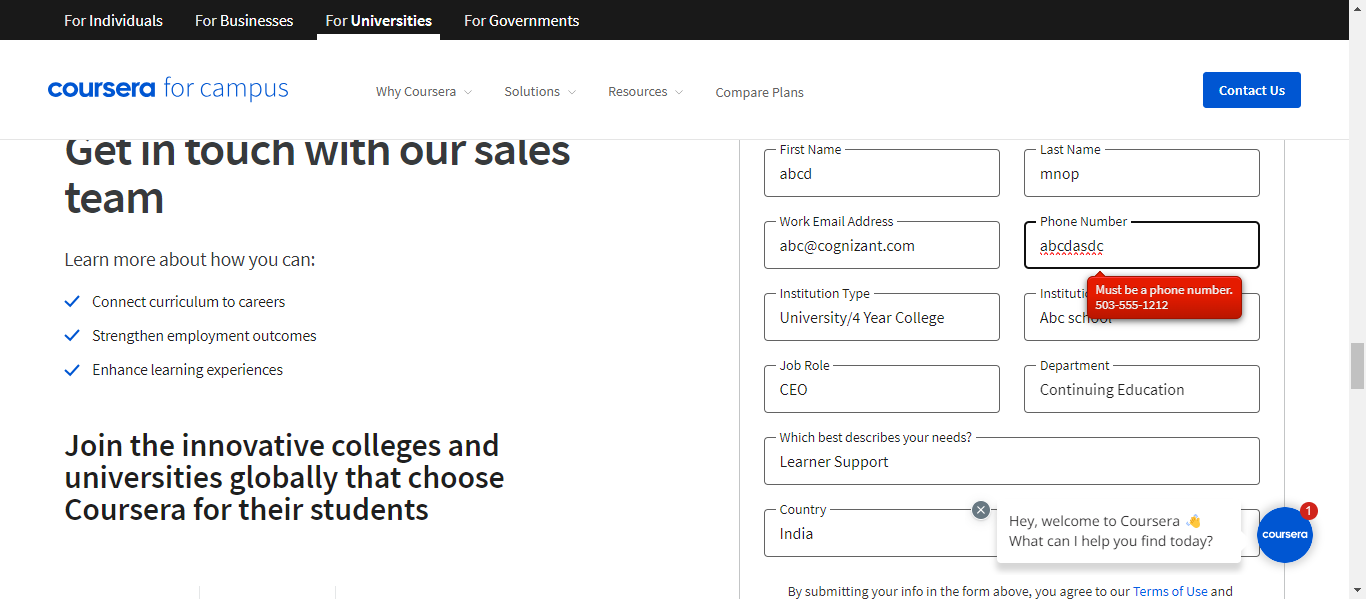 For Individuals
For Businesses
For Universities
For Governments
coursera for campus
Why Coursera
Solutions
Resources
Compare Plans
Contact Us
Get in touch with our sales
team
Learn more about how you can:
Connect curriculum to careers
Strengthen employment outcomes
Enhance learning experiences
Join the innovative colleges and
universities globally that choose
Coursera for their students
First Name
abcd
Last Name
mnop
Work Email Address
abc@cognizant.com
Phone Number
abcdasdc
Must be a phone number.
503-555-1212
Institution Type
University/4 Year College
Abc school
Job Role
CEO
Department
Continuing Education
Which best describes your needs?
Learner Support
Country
India
Hey, welcome to Coursera 👋
What can I help you find today?
coursera
1
By submitting your info in the form above, you agree to our Terms of Use and